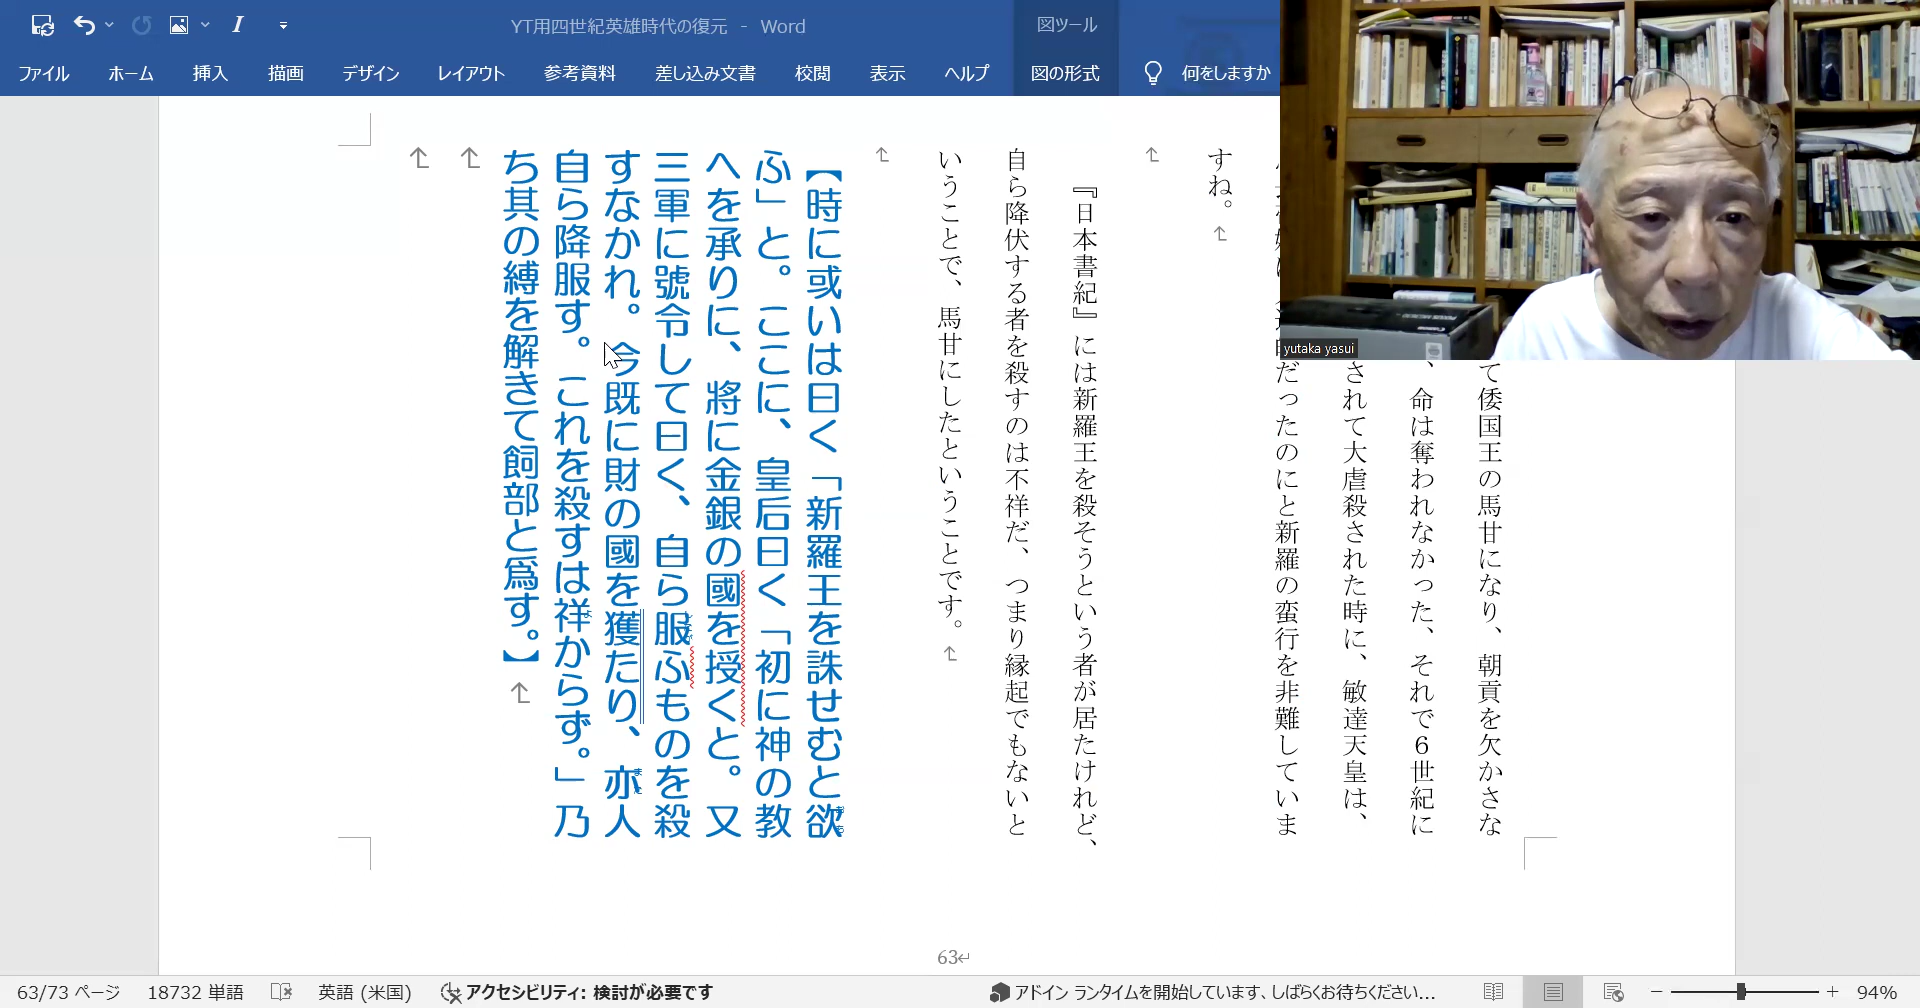 YT用四世紀英雄時代の復元 - Word
図ツール
ファイル
ホーム
挿入
描画
デザイン
レイアウト
参考資料
差し込み文書
校閲
表示
ヘルプ
図の形式
何をしますか
yutaka yasui
て倭国王の馬甘になり、朝貢を欠かさな
、命は奪われなかった、それで６世紀に
されて大虐殺された時に、敏達天皇は、
だったのにと新羅の蛮行を非難していま
すね。
『日本書紀』には新羅王を殺そうという者が居たけれど、
自ら降伏する者を殺すのは不祥だ、つまり縁起でもないと
いうことで、馬甘にしたということです。
【時に或いは曰く「新羅王を誅せむと欲
ふ」と。ここに、皇后曰く「初に神の教
へを承りに、將に金銀の國を授くと。又
三軍に號令して曰く、自ら服ふものを殺
すなかれ。今既に財の國を獲たり、亦人
自ら降服す。これを殺すは祥からず。」乃
ち其の縛を解きて飼部と爲す。】
63
63/73 ページ
18732 単語
英語 (米国)
アクセシビリティ: 検討が必要です
アドイン ランタイムを開始しています、しばらくお待ちください...
94%